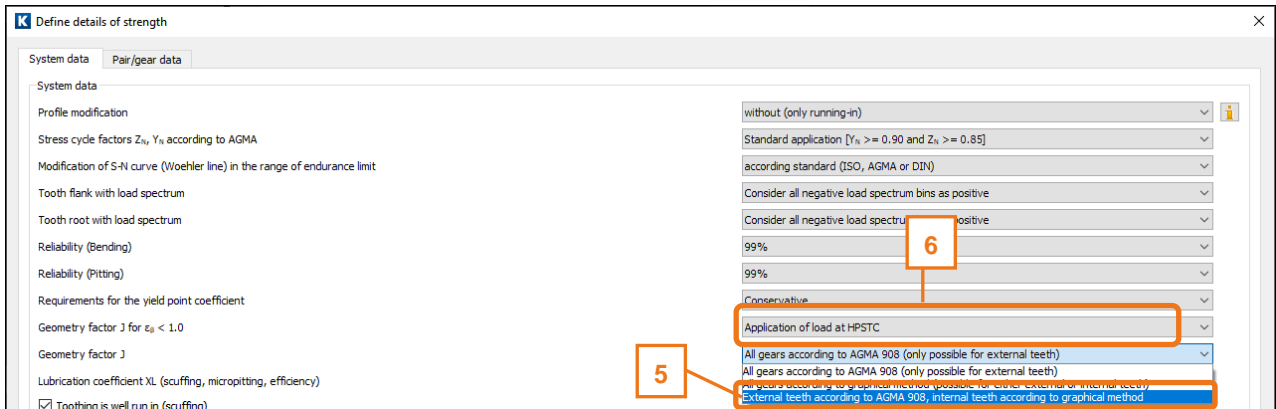 K Define details of strength
System data Pair/gear data
System data
Profile modification without (only running-in)
Stress cycle factors ZN, YN according to AGMA Standard application [YN >= 0.90 and ZN >= 0.85]
Modification of S-N curve (Woehler line) in the range of endurance limit according standard (ISO, AGMA or DIN)
Tooth flank with load spectrum Consider all negative load spectrum bins as positive
Tooth root with load spectrum Consider all negative load spectru positive
Reliability (Bending) 99%
6
Reliability (Pitting) 99%
Requirements for the yield point coefficient Conservative
Geometry factor J for εβ < 1.0 Application of load at HPSTC
Geometry factor J All gears according to AGMA 908 (only possible for external teeth)
All gears according to AGMA 908 (only possible for external teeth)
5
Lubrication coefficient XL (scuffing, micropitting, efficiency) All gears according to graphical method (possible for either external or internal teeth)
External teeth according to AGMA 908, internal teeth according to graphical method
Toothing is well run in (scuffing)